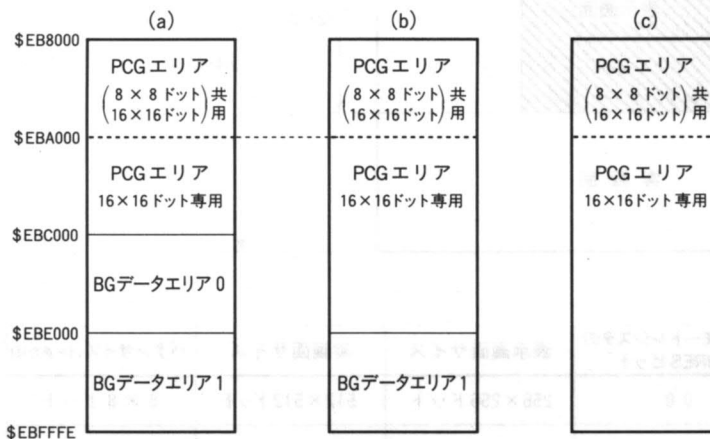 (a)
(b)
(c)
$EB8000
PCGエリア
(8×8ドット
16×16ドット)共用
PCGエリア
(8×8ドット
16×16ドット)共用
PCGエリア
(8×8ドット
16×16ドット)共用
$EBA000
PCGエリア
16×16ドット専用
PCGエリア
16×16ドット専用
PCGエリア
16×16ドット専用
$EBC000
BGデータエリア0
$EBE000
BGデータエリア1
BGデータエリア1
$EBFFFE